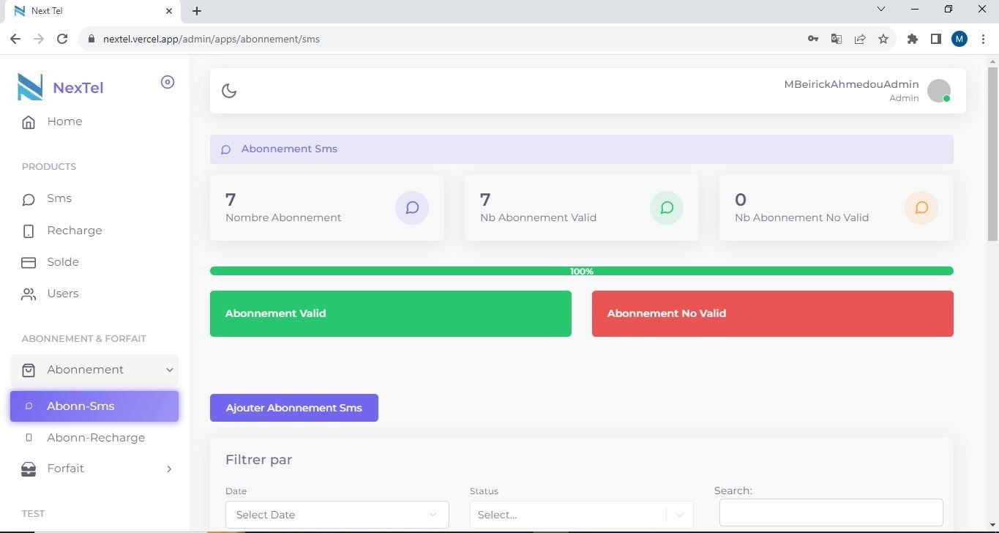 Next Tel
nextel.vercel.app/admin/apps/abonnement/sms
M
NexTel
MBeirickAhmedouAdmin
Admin
Home
Abonnement Sms
PRODUCTS
7
Nombre Abonnement
7
Nb Abonnement Valid
0
Nb Abonnement No Valid
Sms
Recharge
Solde
Users
100%
Abonnement Valid
Abonnement No Valid
ABONNEMENT & FORFAIT
Abonnement
Abonn-Sms
Abonn-Recharge
Forfait
TEST
Ajouter Abonnement Sms
Filtrer par
Date
Status
Search:
Select Date
Select...